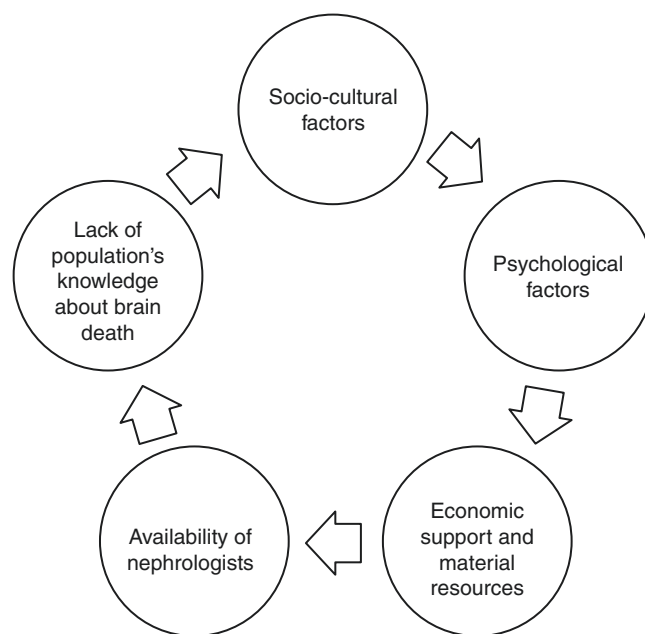 Socio-cultural
factors
Psychological
factors
Economic
support and
material
resources
Availability of
nephrologists
Lack of
population’s
knowledge
about brain
death